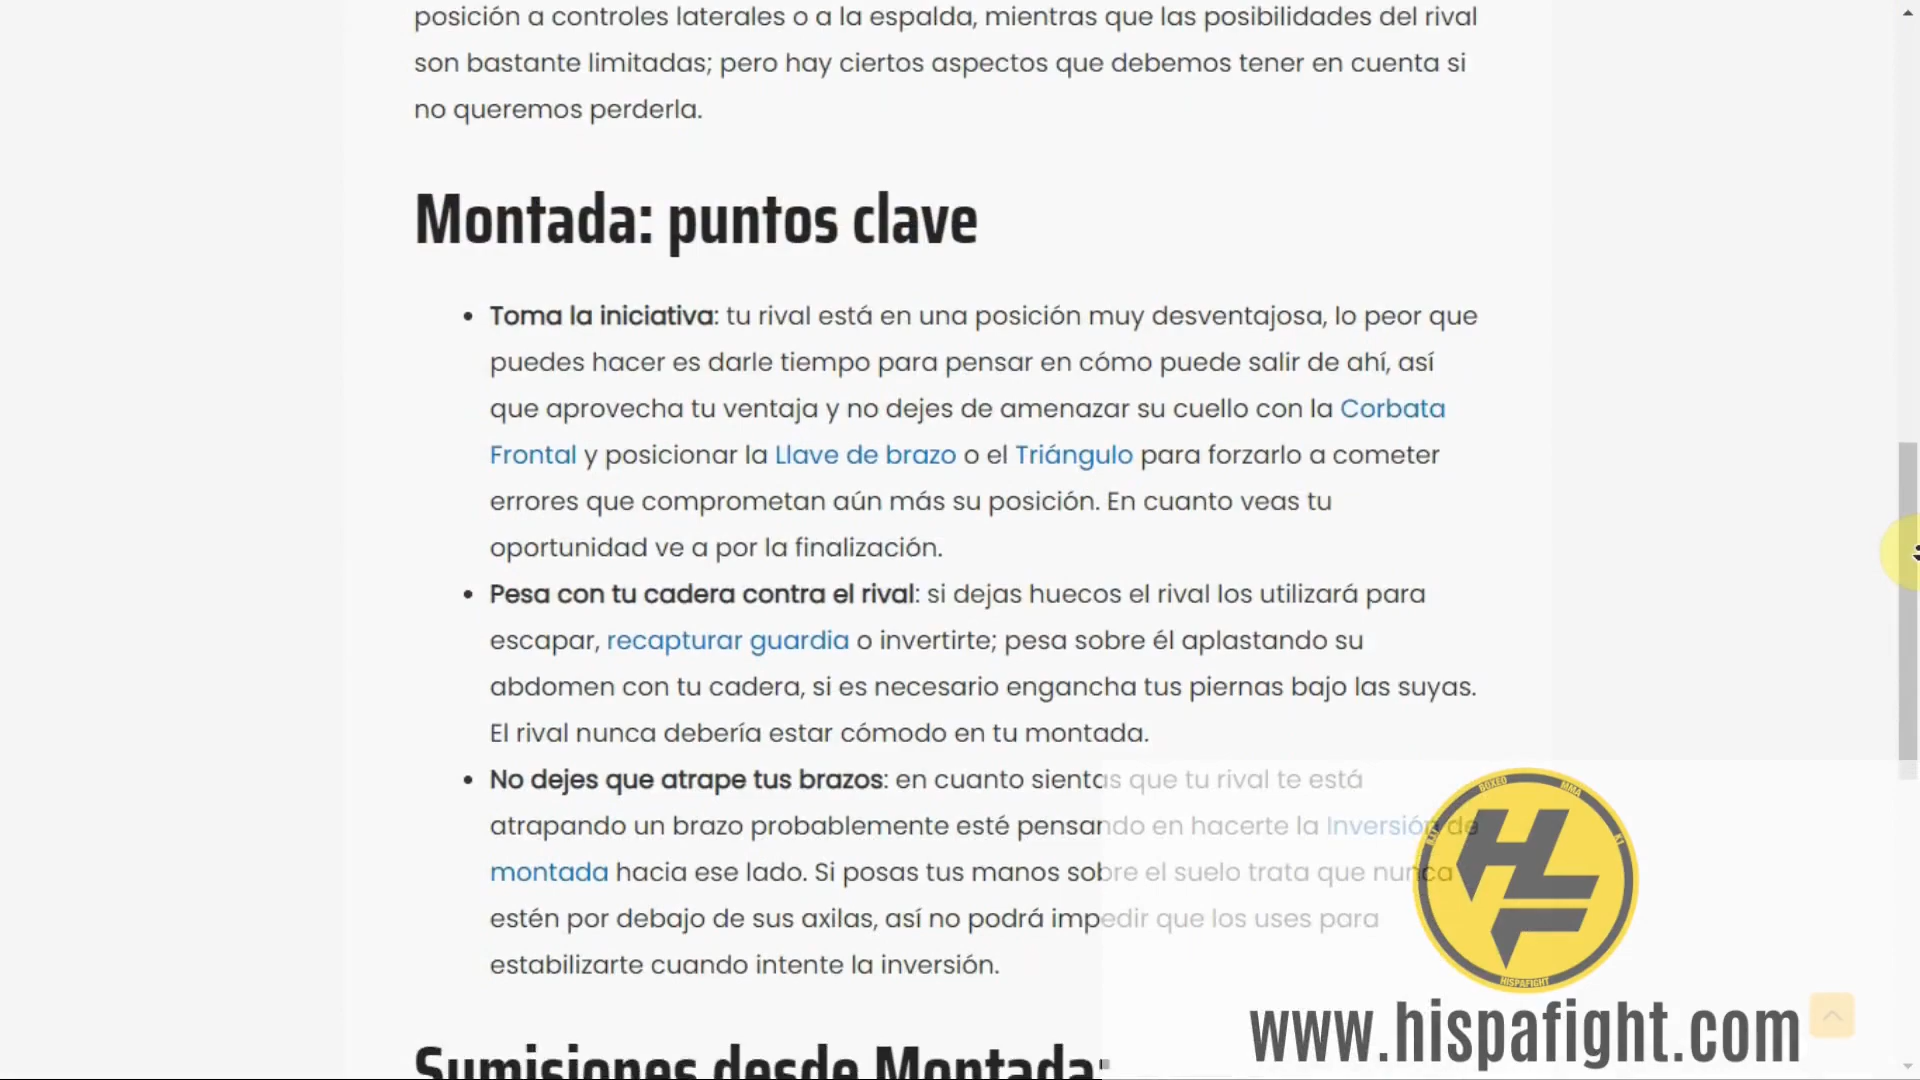 posición a controles laterales o a la espalda, mientras que las posibilidades del rival
son bastante limitadas; pero hay ciertos aspectos que debemos tener en cuenta si
no queremos perderla.
Montada: puntos clave
Toma la iniciativa: tu rival está en una posición muy desventajosa, lo peor que
puedes hacer es darle tiempo para pensar en cómo puede salir de ahí, así
que aprovecha tu ventaja y no dejes de amenazar su cuello con la Corbata
Frontal y posicionar la Llave de brazo o el Triángulo para forzarlo a cometer
errores que comprometan aún más su posición. En cuanto veas tu
oportunidad ve a por la finalización.
Pesa con tu cadera contra el rival: si dejas huecos el rival los utilizará para
escapar, recapturar guardia o invertirte; pesa sobre él aplastando su
abdomen con tu cadera, si es necesario engancha tus piernas bajo las suyas.
El rival nunca debería estar cómodo en tu montada.
No dejes que atrape tus brazos: en cuanto sientas que tu rival te está
atrapando un brazo probablemente esté pensando en hacerte la Inversión de
montada hacia ese lado. Si posas tus manos sobre el suelo trata que nunca
estén por debajo de sus axilas, así no podrá impedir que los uses para
estabilizarte cuando intente la inversión.
Sumisiones desde Montada:
BOXEO
MMA
K1
HISPAFIGHT
www.hispafight.com